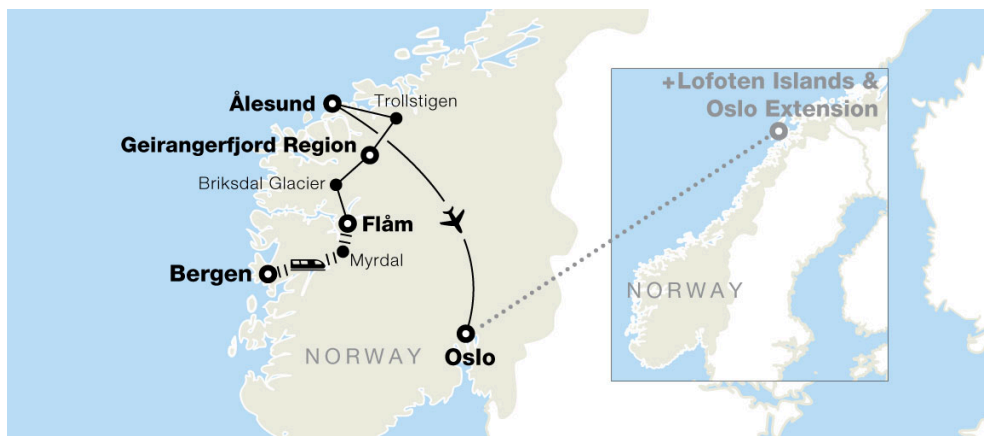 +Lofoten Islands &
Oslo Extension
Ålesund
Trollstigen
Geirangerfjord Region
Briksdal Glacier
Flåm
Myrdal
Bergen
NORWAY
Oslo
NORWAY